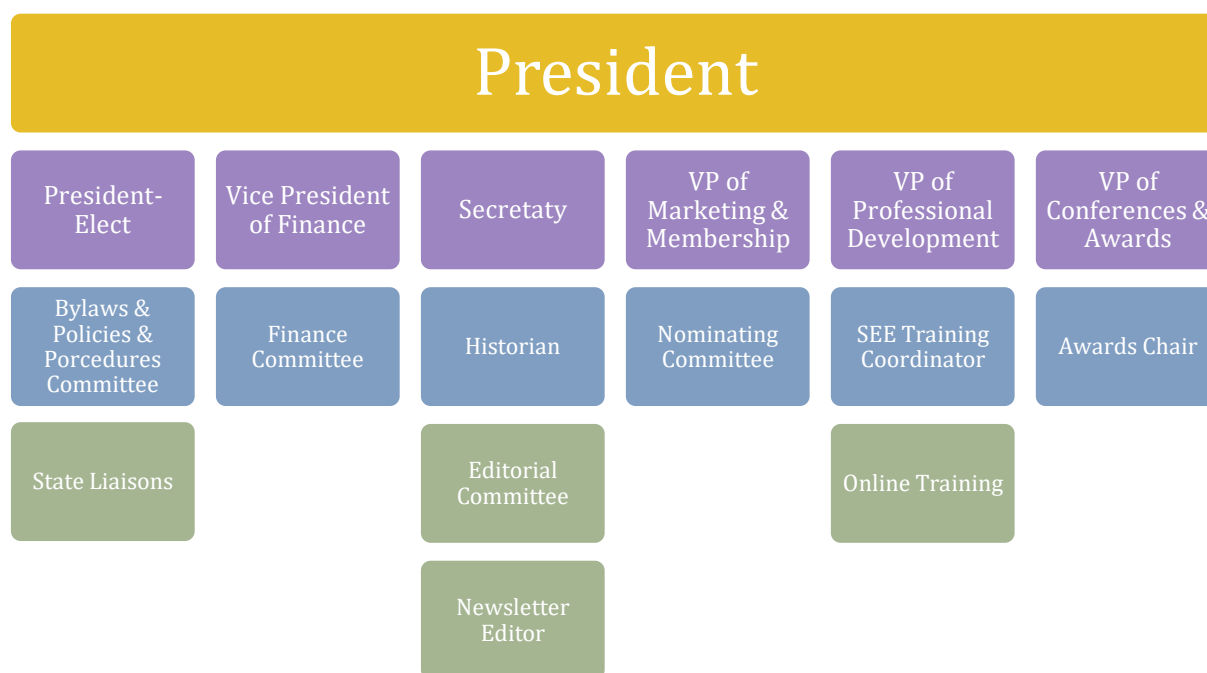 President
President-
Elect
Vice President
of Finance
Secretaty
VP of
Marketing &
Membership
VP of
Professional
Development
VP of
Conferences &
Awards
Bylaws &
Policies &
Porcedures
Committee
Finance
Committee
Historian
Nominating
Committee
SEE Training
Coordinator
Awards Chair
State Liaisons
Editorial
Committee
Online Training
Newsletter
Editor